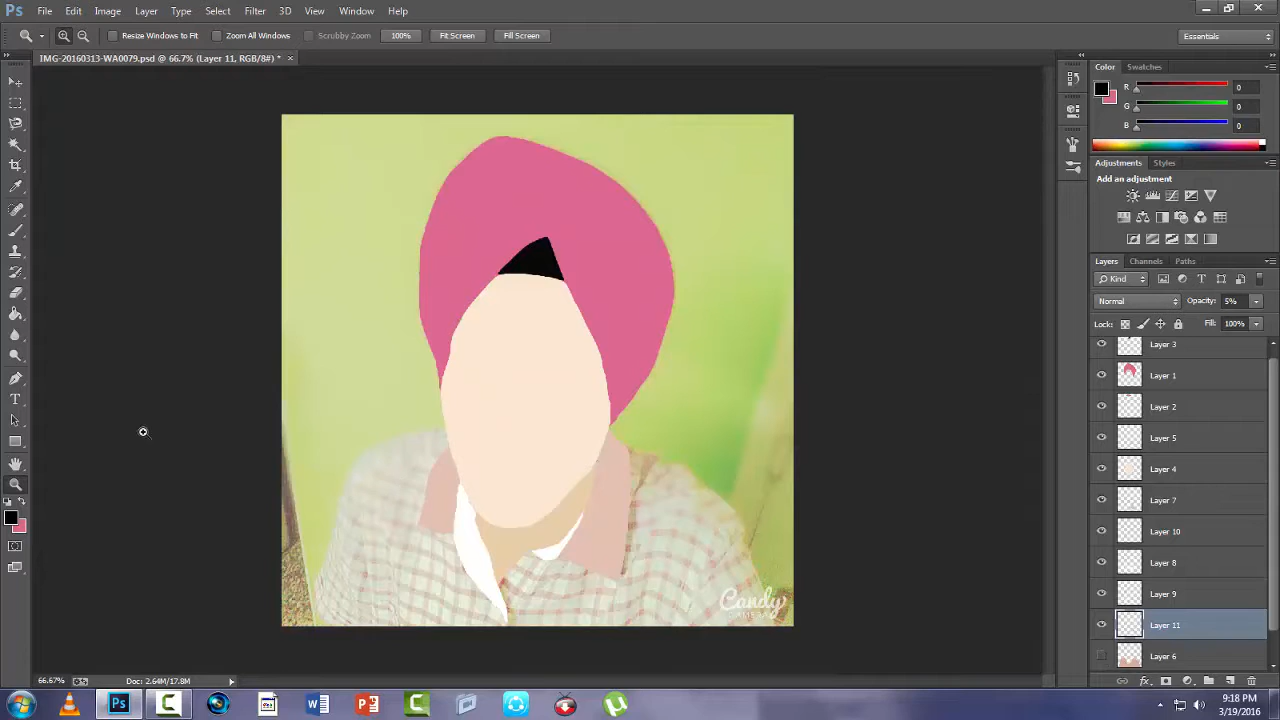 Ps File Edit Image Layer Type Select Filter 3D View Window Help
Resize Windows to Fit Zoom All Windows Scrubby Zoom 100% Fit Screen Fill Screen Essentials
IMG-20160313-WA0079.psd @ 66.7% (Layer 11, RGB/8#) *
Color Swatches
R 0
G 0
B 0
Adjustments Styles
Add an adjustment
Layers Channels Paths
Kind
Normal Opacity: 5%
Lock: Fill: 100%
Layer 3
Layer 1
Layer 2
Layer 5
Layer 4
Layer 7
Layer 10
Layer 8
Layer 9
Layer 11
Layer 6
Candy
66.67% Doc: 2.64M/17.8M
9:18 PM
3/19/2016